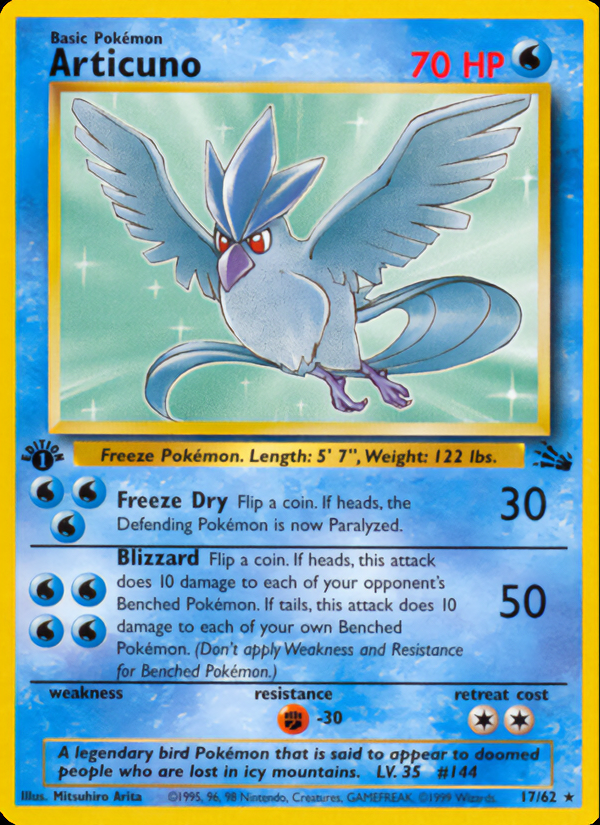 Basic Pokémon
Articuno
70 HP
EDITION
1
Freeze Pokémon. Length: 5' 7", Weight: 122 lbs.
Freeze Dry Flip a coin. If heads, the
Defending Pokémon is now Paralyzed.
30
Blizzard Flip a coin. If heads, this attack
does 10 damage to each of your opponent's
Benched Pokémon. If tails, this attack does 10
damage to each of your own Benched
Pokémon. (Don't apply Weakness and Resistance
for Benched Pokémon.)
50
weakness resistance retreat cost
-30
A legendary bird Pokémon that is said to appear to doomed
people who are lost in icy mountains. LV. 35 #144
Illus. Mitsuhiro Arita ©1995, 96, 98 Nintendo, Creatures, GAMEFREAK. ©1999 Wizards. 17/62 ★